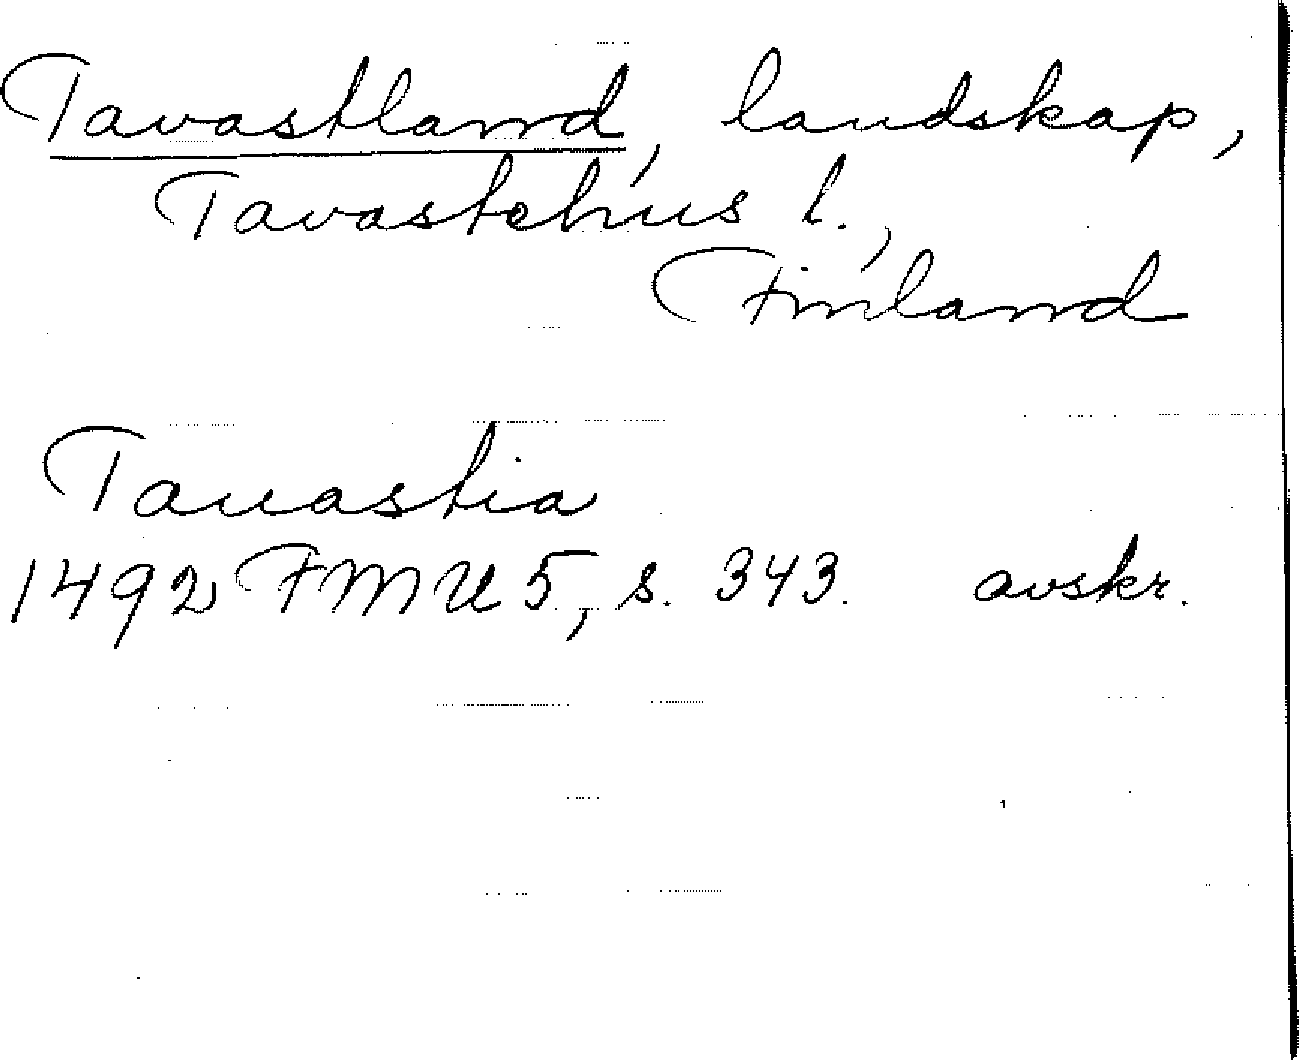 Tavastland, landskap,
Tavastehus l.,
Finland
Tauastia
1492 FMU 5, s. 343. avskr.